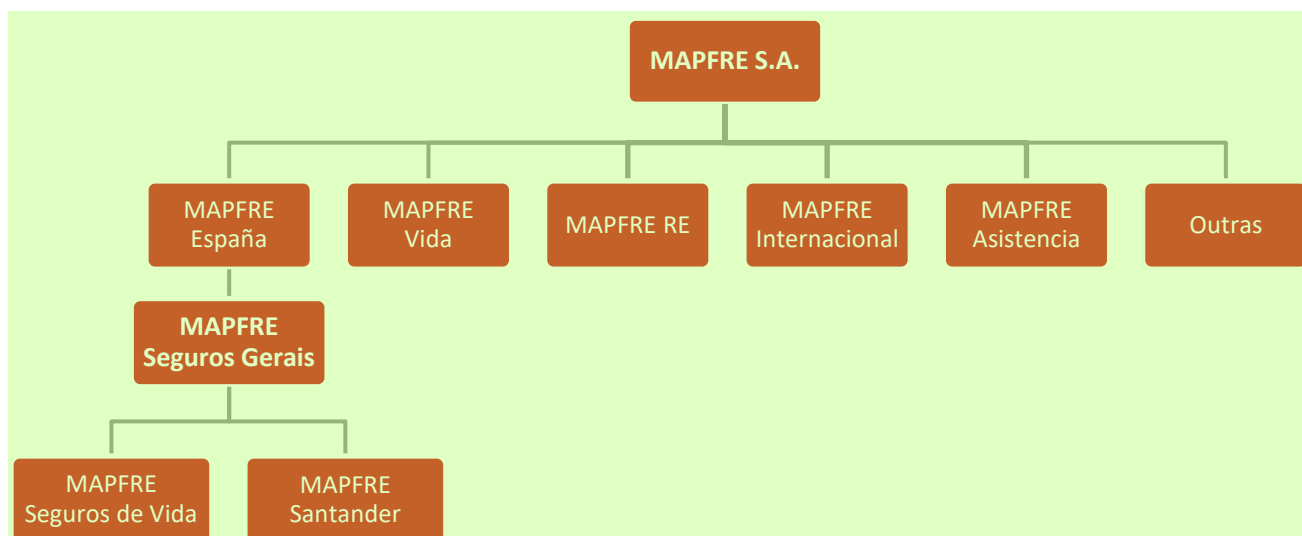 MAPFRE S.A.
MAPFRE
España
MAPFRE
Vida
MAPFRE RE
MAPFRE
Internacional
MAPFRE
Asistencia
Outras
MAPFRE
Seguros Gerais
MAPFRE
Seguros de Vida
MAPFRE
Santander